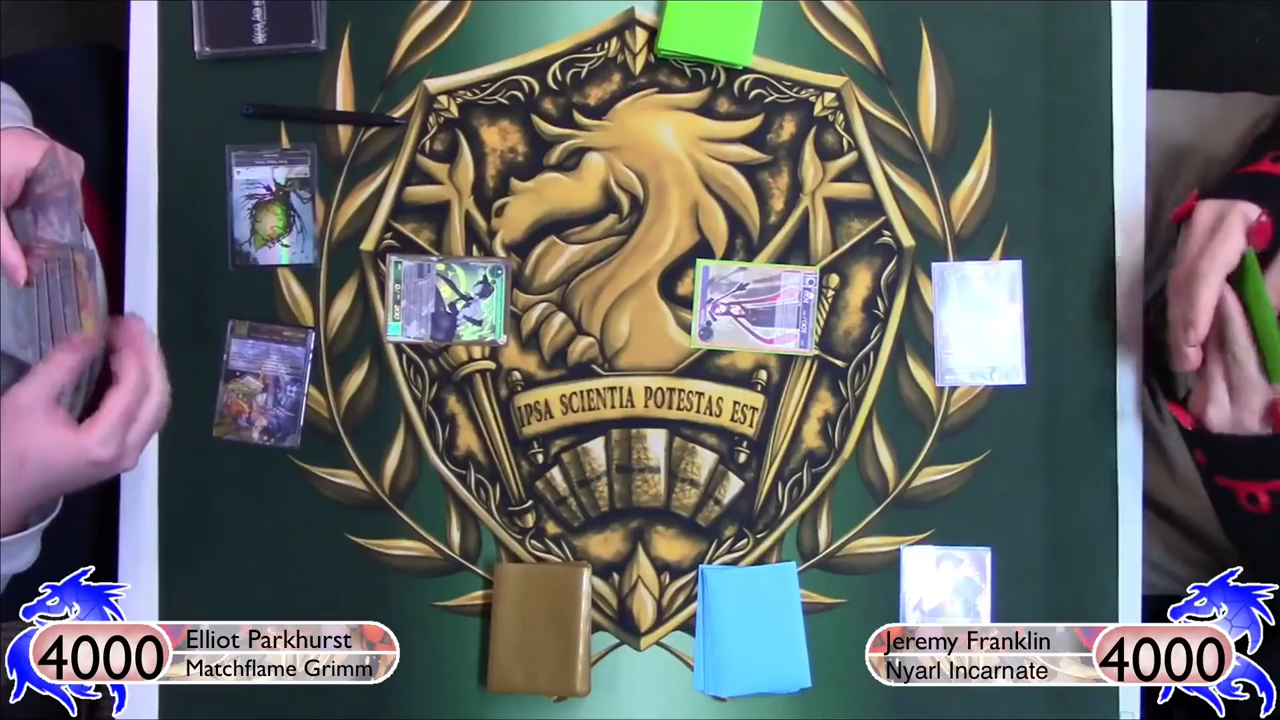 IPSA SCIENTIA POTESTAS EST
4000
Elliot Parkhurst
Matchflame Grimm
Jeremy Franklin
Nyarl Incarnate
4000